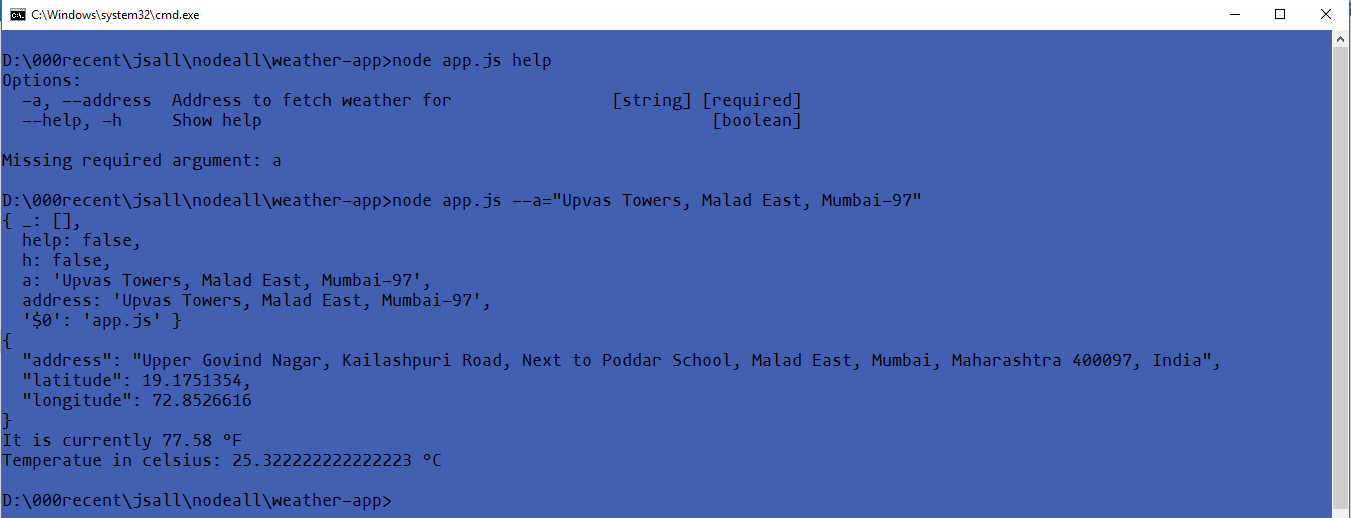 C:\Windows\system32\cmd.exe
D:\000recent\jsall\nodeall\weather-app>node app.js help
Options:
  -a, --address  Address to fetch weather for                [string] [required]
  --help, -h     Show help                                             [boolean]
Missing required argument: a
D:\000recent\jsall\nodeall\weather-app>node app.js --a="Upvas Towers, Malad East, Mumbai-97"
{ _: [],
  help: false,
  h: false,
  a: 'Upvas Towers, Malad East, Mumbai-97',
  address: 'Upvas Towers, Malad East, Mumbai-97',
  '$0': 'app.js' }
{
  "address": "Upper Govind Nagar, Kailashpuri Road, Next to Poddar School, Malad East, Mumbai, Maharashtra 400097, India",
  "latitude": 19.1751354,
  "longitude": 72.8526616
}
It is currently 77.58 °F
Temperatue in celsius: 25.322222222222223 °C
D:\000recent\jsall\nodeall\weather-app>